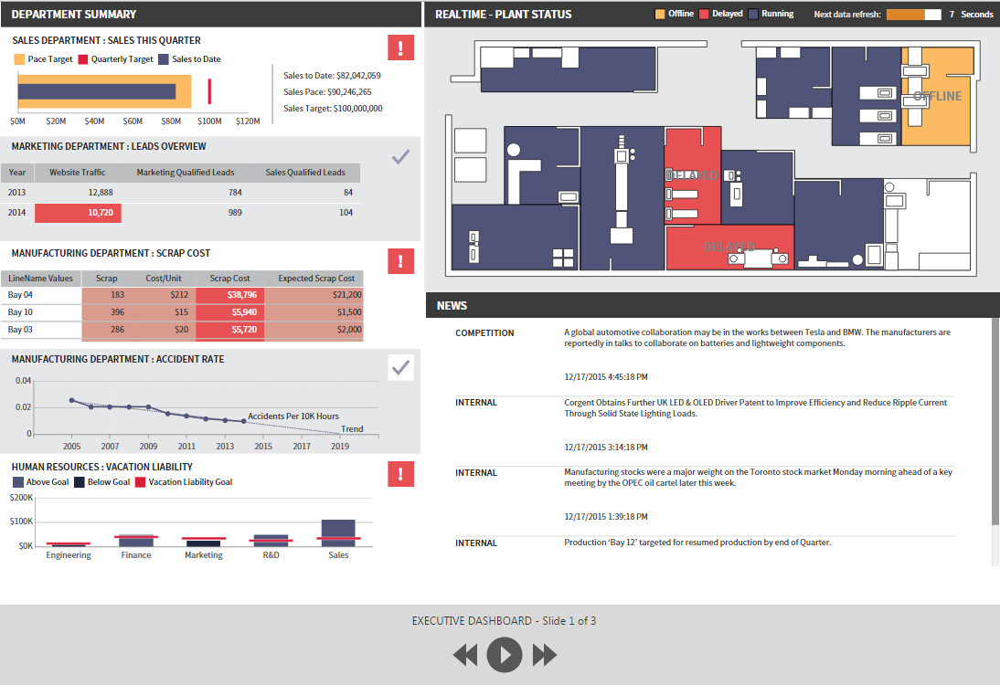 DEPARTMENT SUMMARY
SALES DEPARTMENT : SALES THIS QUARTER
!
Pace Target Quarterly Target Sales to Date
$0M $20M $40M $60M $80M $100M $120M
Sales to Date: $82,042,059
Sales Pace: $90,246,265
Sales Target: $100,000,000
MARKETING DEPARTMENT : LEADS OVERVIEW
Year Website Traffic Marketing Qualified Leads Sales Qualified Leads
2013 12,888 784 84
2014 10,720 989 104
MANUFACTURING DEPARTMENT : SCRAP COST
!
LineName Values Scrap Cost/Unit Scrap Cost Expected Scrap Cost
Bay 04 183 $212 $38,796 $21,200
Bay 10 396 $15 $5,940 $1,500
Bay 03 286 $20 $5,720 $2,000
MANUFACTURING DEPARTMENT : ACCIDENT RATE
0.04
0.02
0
Accidents Per 10K Hours
Trend
2005 2007 2009 2011 2013 2015 2017 2019
HUMAN RESOURCES : VACATION LIABILITY
!
Above Goal Below Goal Vacation Liability Goal
$200K
$100K
$0K
Engineering Finance Marketing R&D Sales
REALTIME - PLANT STATUS
Offline Delayed Running
Next data refresh: 7 Seconds
OFFLINE
DELAYED
DELAYED
NEWS
COMPETITION
A global automotive collaboration may be in the works between Tesla and BMW. The manufacturers are
reportedly in talks to collaborate on batteries and lightweight components.
12/17/2015 4:45:18 PM
INTERNAL
Corgent Obtains Further UK LED & OLED Driver Patent to Improve Efficiency and Reduce Ripple Current
Through Solid State Lighting Loads.
12/17/2015 3:14:18 PM
INTERNAL
Manufacturing stocks were a major weight on the Toronto stock market Monday morning ahead of a key
meeting by the OPEC oil cartel later this week.
12/17/2015 1:39:18 PM
INTERNAL
Production ‘Bay 12’ targeted for resumed production by end of Quarter.
EXECUTIVE DASHBOARD - Slide 1 of 3